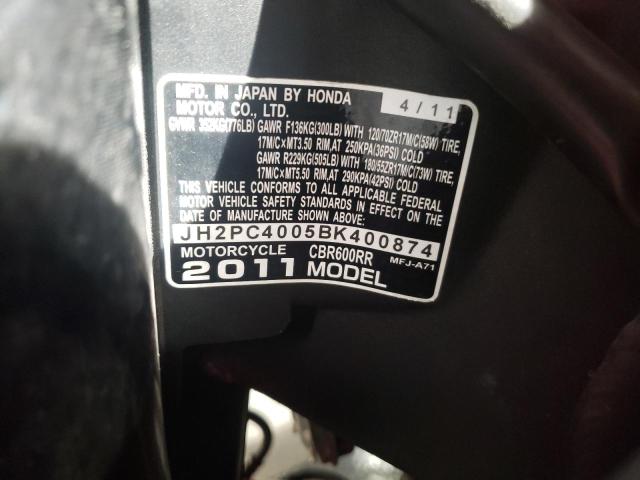 MFD. IN JAPAN BY HONDA 4/11
MOTOR CO., LTD.
GVWR 352KG(776LB) GAWR F136KG(300LB) WITH 120/70ZR17M/C(58W) TIRE,
17M/C×MT3.50 RIM,AT 250KPA(36PSI) COLD
GAWR R229KG(505LB) WITH 180/55ZR17M/C(73W) TIRE,
17M/C×MT5.50 RIM,AT 290KPA(42PSI) COLD
THIS VEHICLE CONFORMS TO ALL APPLICABLE FEDERAL
MOTOR VEHICLE SAFETY STANDARDS IN EFFECT ON THE
DATE OF MANUFACTURE SHOWN ABOVE:
JH2PC4005BK400874
MOTORCYCLE CBR600RR MFJ-A71
2011 MODEL